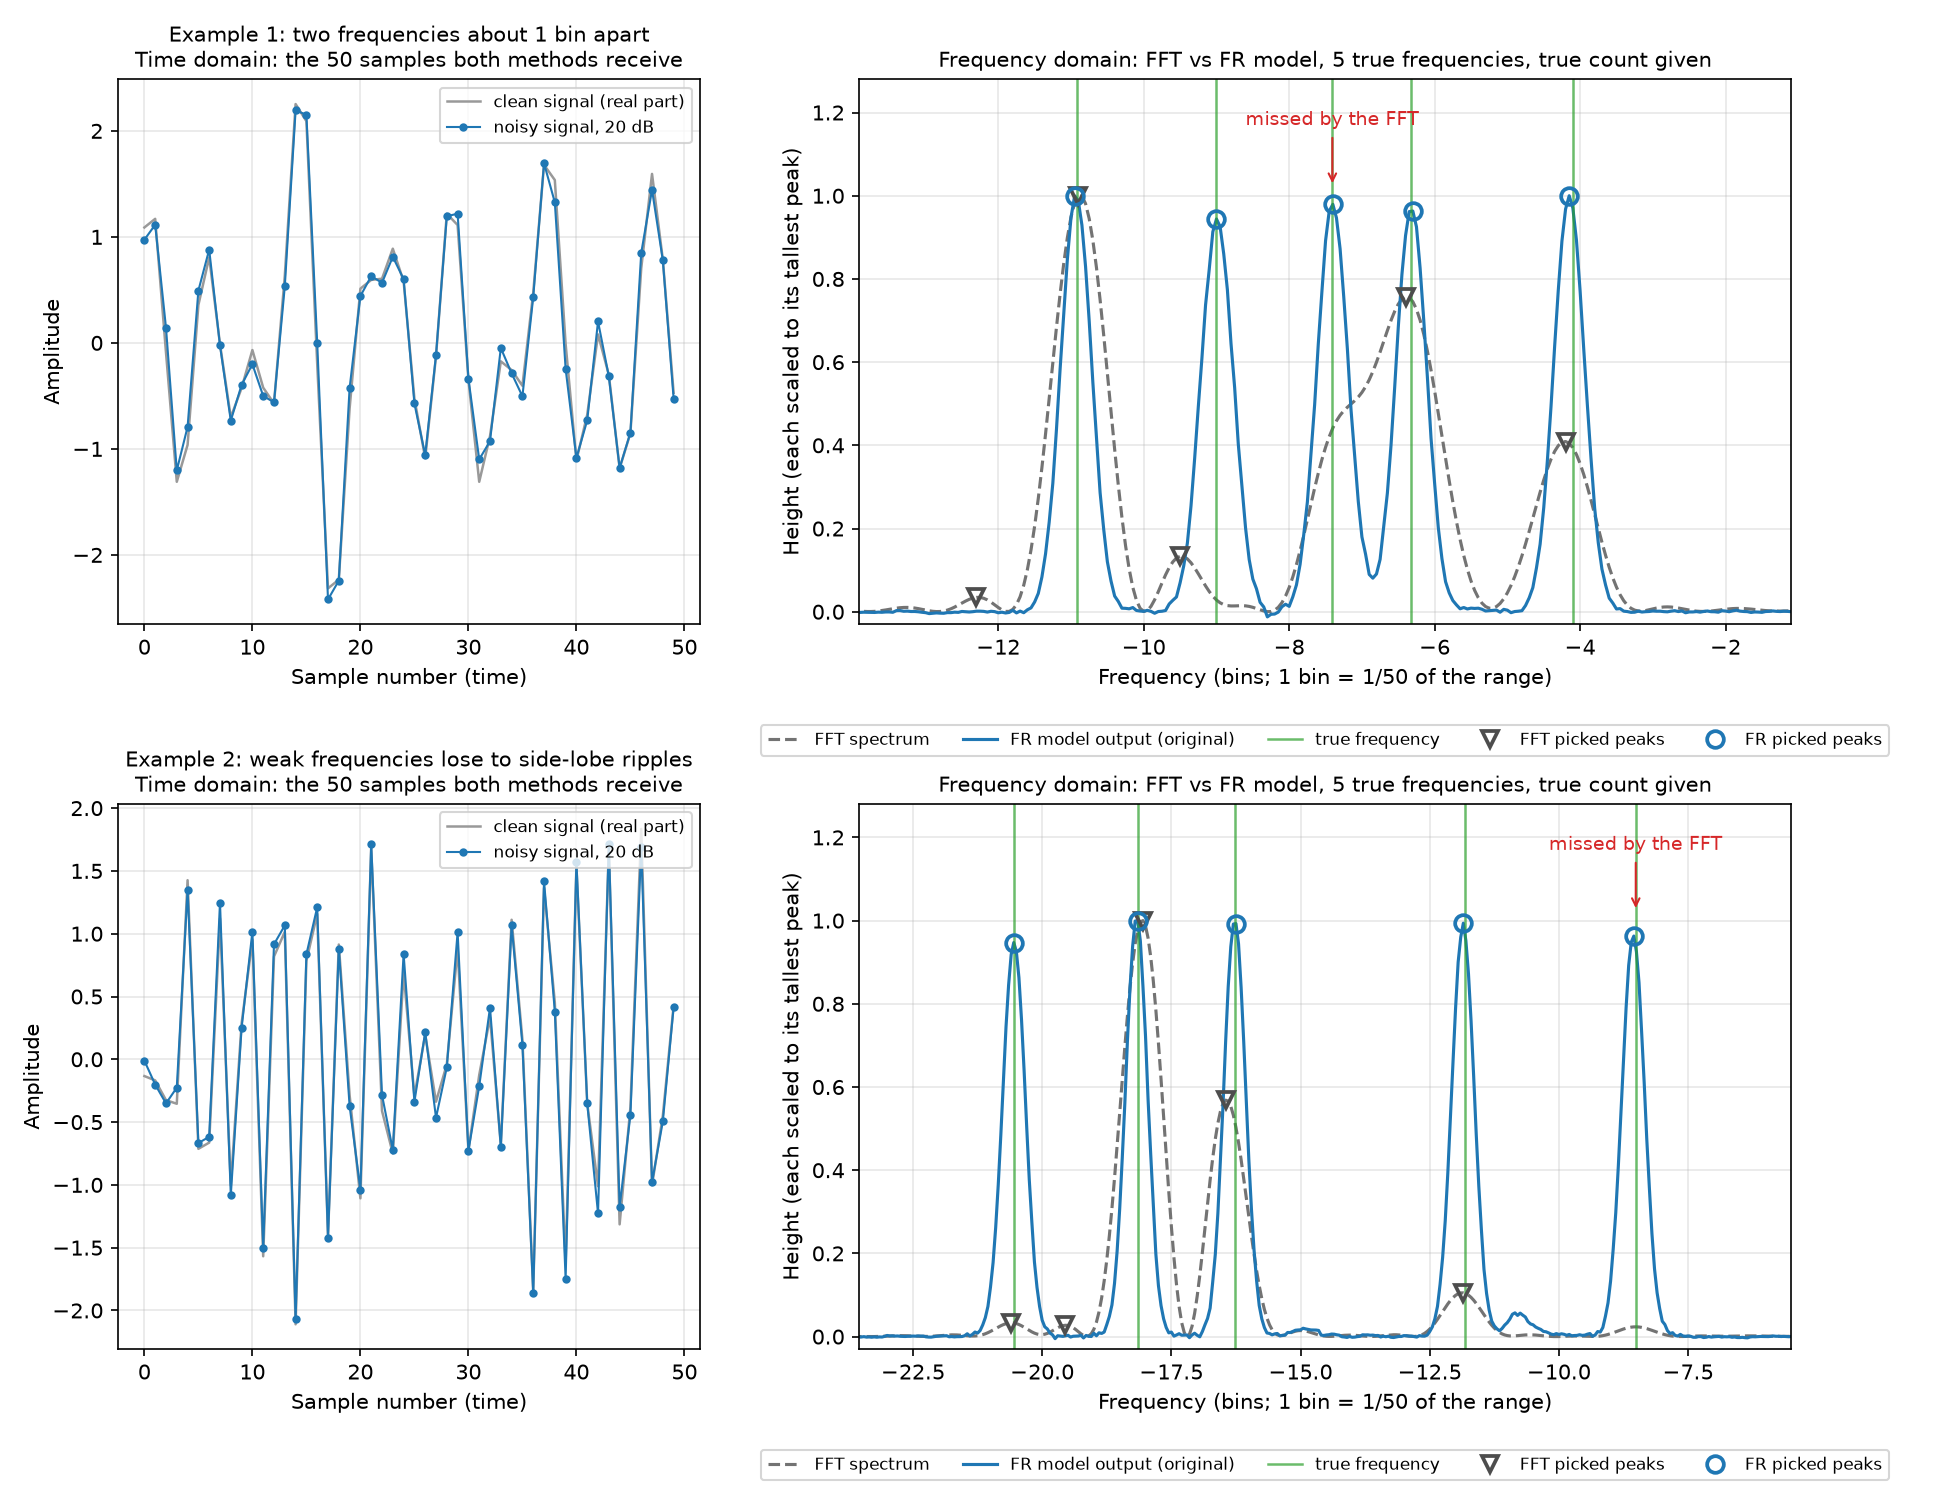 Example 1: two frequencies about 1 bin apart
Time domain: the 50 samples both methods receive
clean signal (real part)
noisy signal, 20 dB
2
1
0
−1
−2
Amplitude
0 10 20 30 40 50
Sample number (time)
Frequency domain: FFT vs FR model, 5 true frequencies, true count given
missed by the FFT
1.2
1.0
0.8
0.6
0.4
0.2
0.0
Height (each scaled to its tallest peak)
−12 −10 −8 −6 −4 −2
Frequency (bins; 1 bin = 1/50 of the range)
FFT spectrum FR model output (original) true frequency FFT picked peaks FR picked peaks
Example 2: weak frequencies lose to side-lobe ripples
Time domain: the 50 samples both methods receive
clean signal (real part)
noisy signal, 20 dB
2.0
1.5
1.0
0.5
0.0
−0.5
−1.0
−1.5
−2.0
Amplitude
0 10 20 30 40 50
Sample number (time)
Frequency domain: FFT vs FR model, 5 true frequencies, true count given
missed by the FFT
1.2
1.0
0.8
0.6
0.4
0.2
0.0
Height (each scaled to its tallest peak)
−22.5 −20.0 −17.5 −15.0 −12.5 −10.0 −7.5
Frequency (bins; 1 bin = 1/50 of the range)
FFT spectrum FR model output (original) true frequency FFT picked peaks FR picked peaks